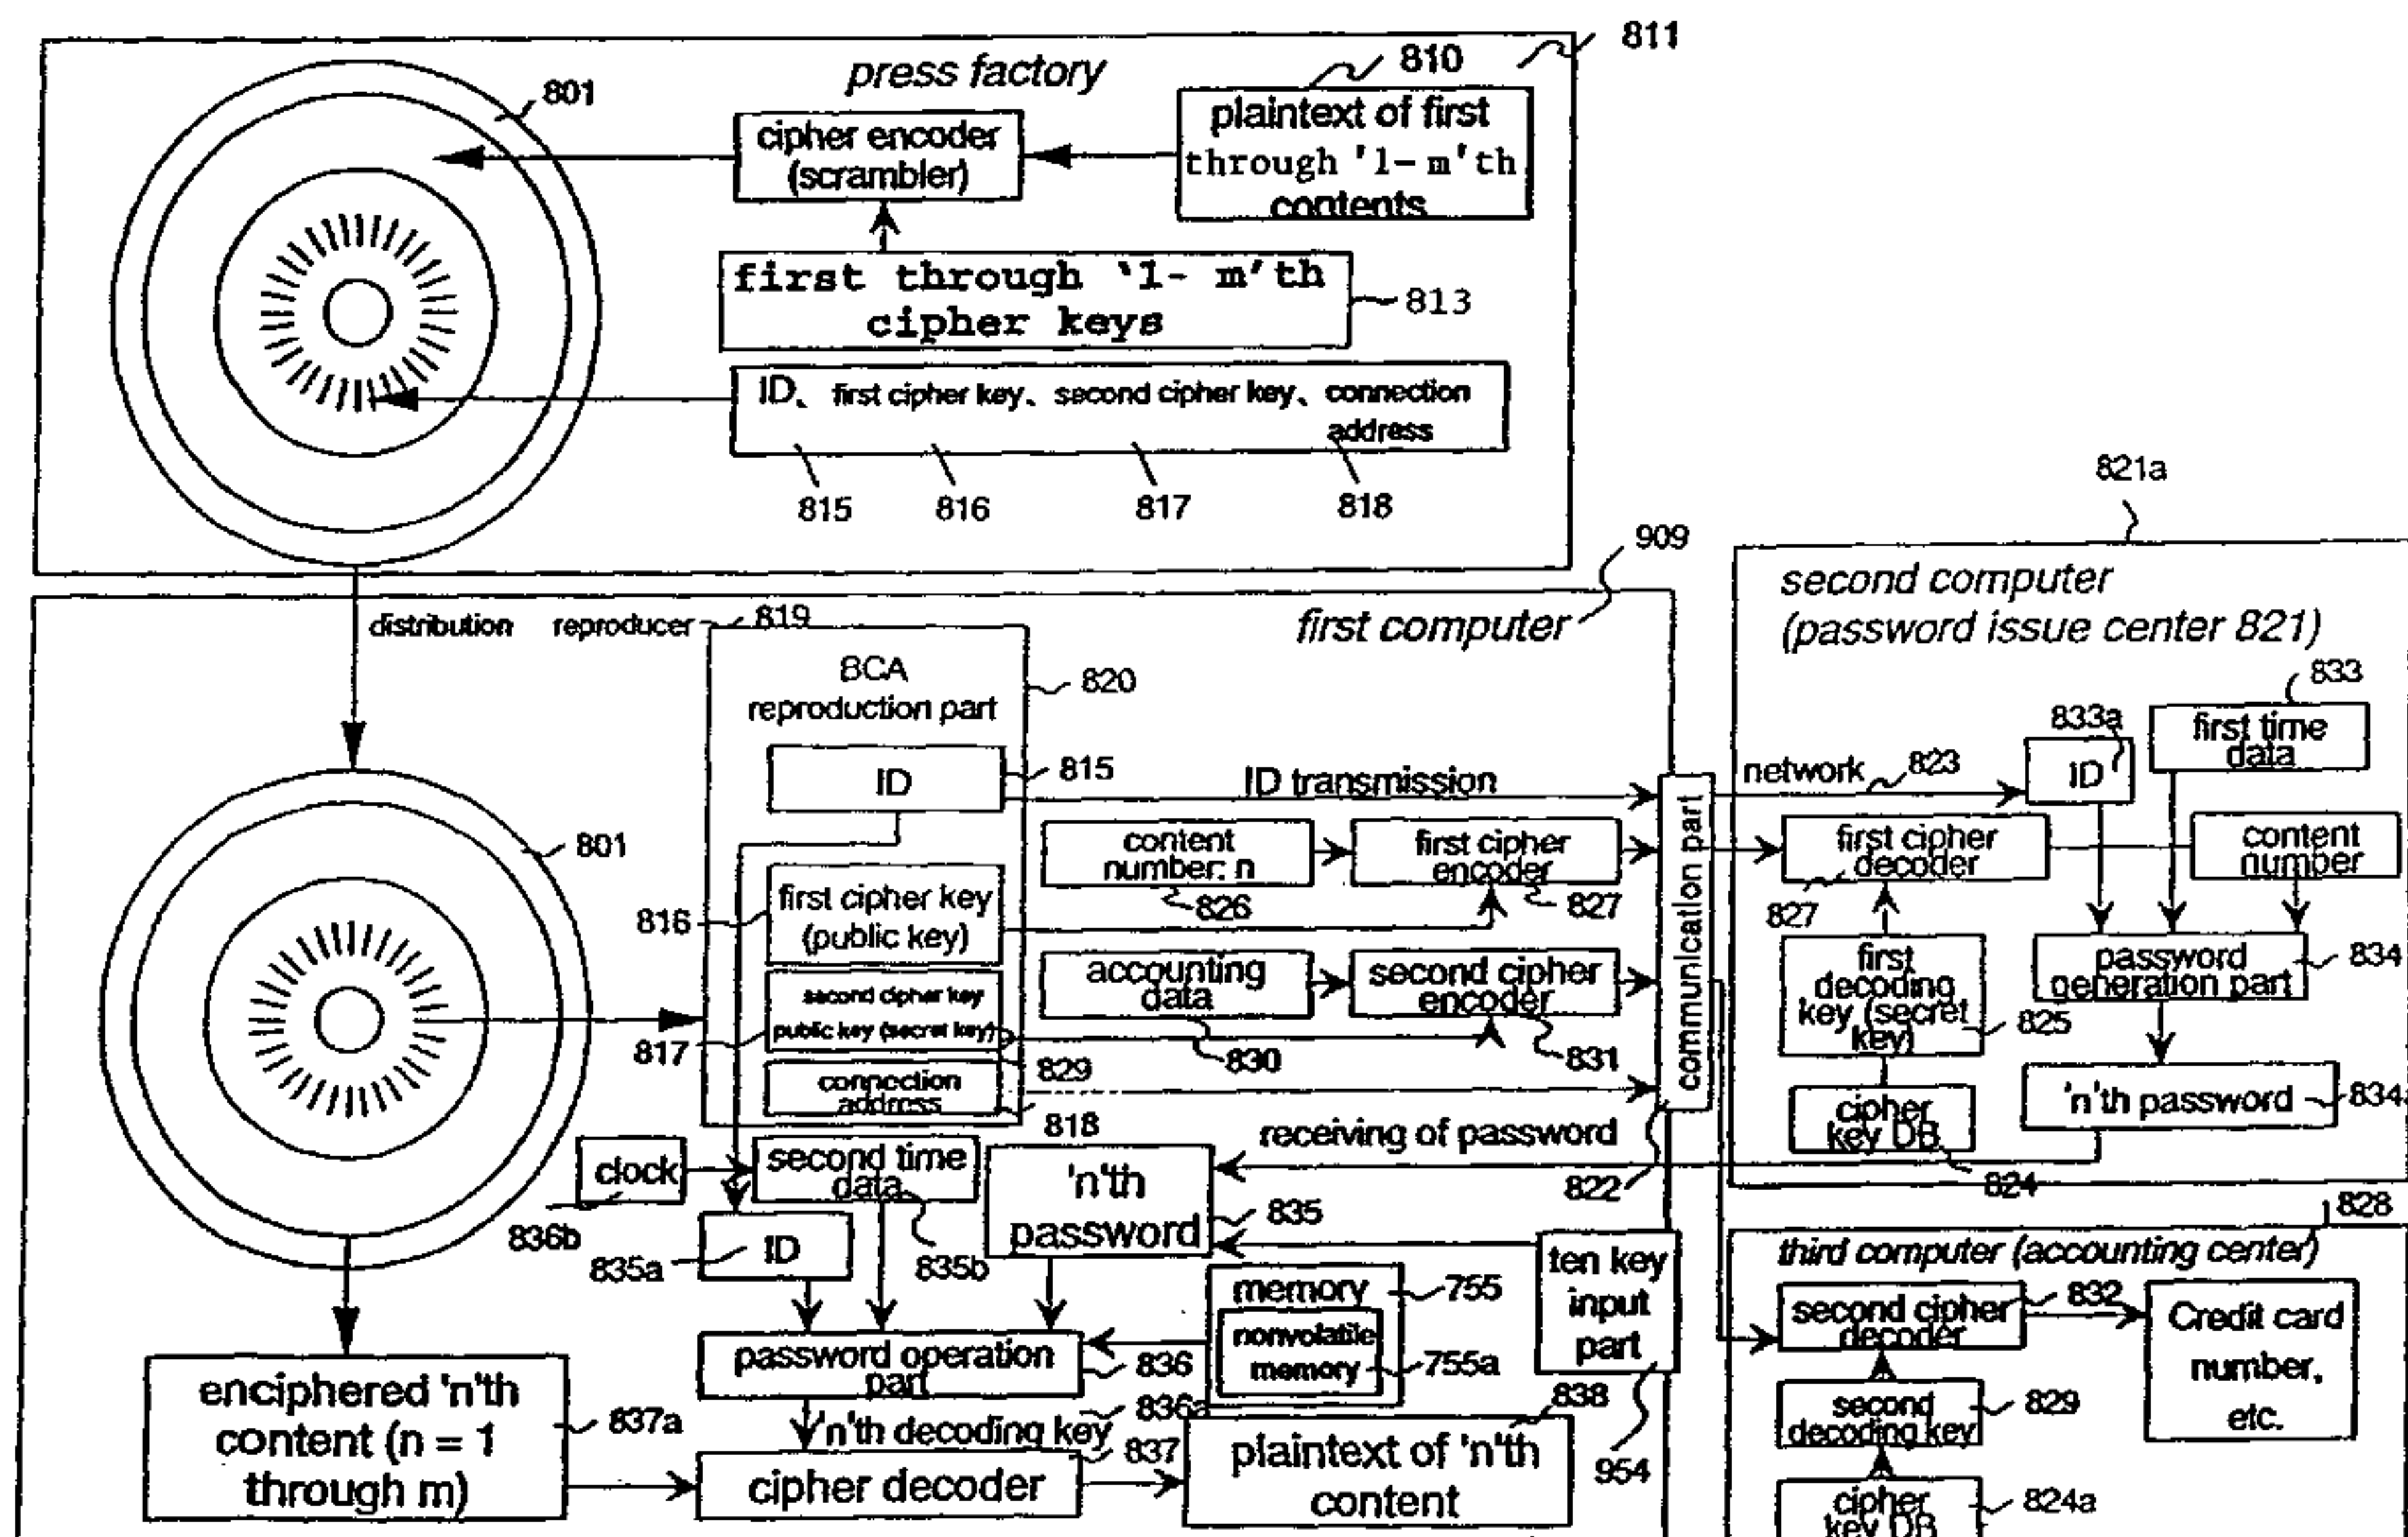 811
press factory
810
801
cipher encoder
(scrambler)
plaintext of first
through '1- m'th
contents
first through '1- m'th
cipher keys
813
ID、 first cipher key、 second cipher key、 connection
address
815
816
817
818
821a
909
distribution
reproducer
819
first computer
second computer
(password issue center 821)
BCA
reproduction part
820
833
833a
first time
data
ID
815
ID transmission
network
823
ID
801
content
number: n
first cipher
encoder
communication part
first cipher
decoder
content
number
816
first cipher key
(public key)
826
827
827
accounting
data
second cipher
encoder
first
decoding
key (secret
key)
825
password
generation part
834
second cipher key
public key (secret key)
817
829
830
831
connection
address
818
818
cipher
key DB
824
'n'th password
834a
receiving of password
clock
second time
data
'n'th
password
835
822
836b
835a
ID
835b
828
third computer (accounting center)
ten key
input
part
memory
755
nonvolatile
memory
755a
second cipher
decoder
832
Credit card
number,
etc.
password operation
part
836
836a
838
enciphered 'n'th
content (n = 1
through m)
837a
'n'th decoding key
837
second
decoding key
829
cipher decoder
plaintext of 'n'th
content
954
cipher
key DB
824a